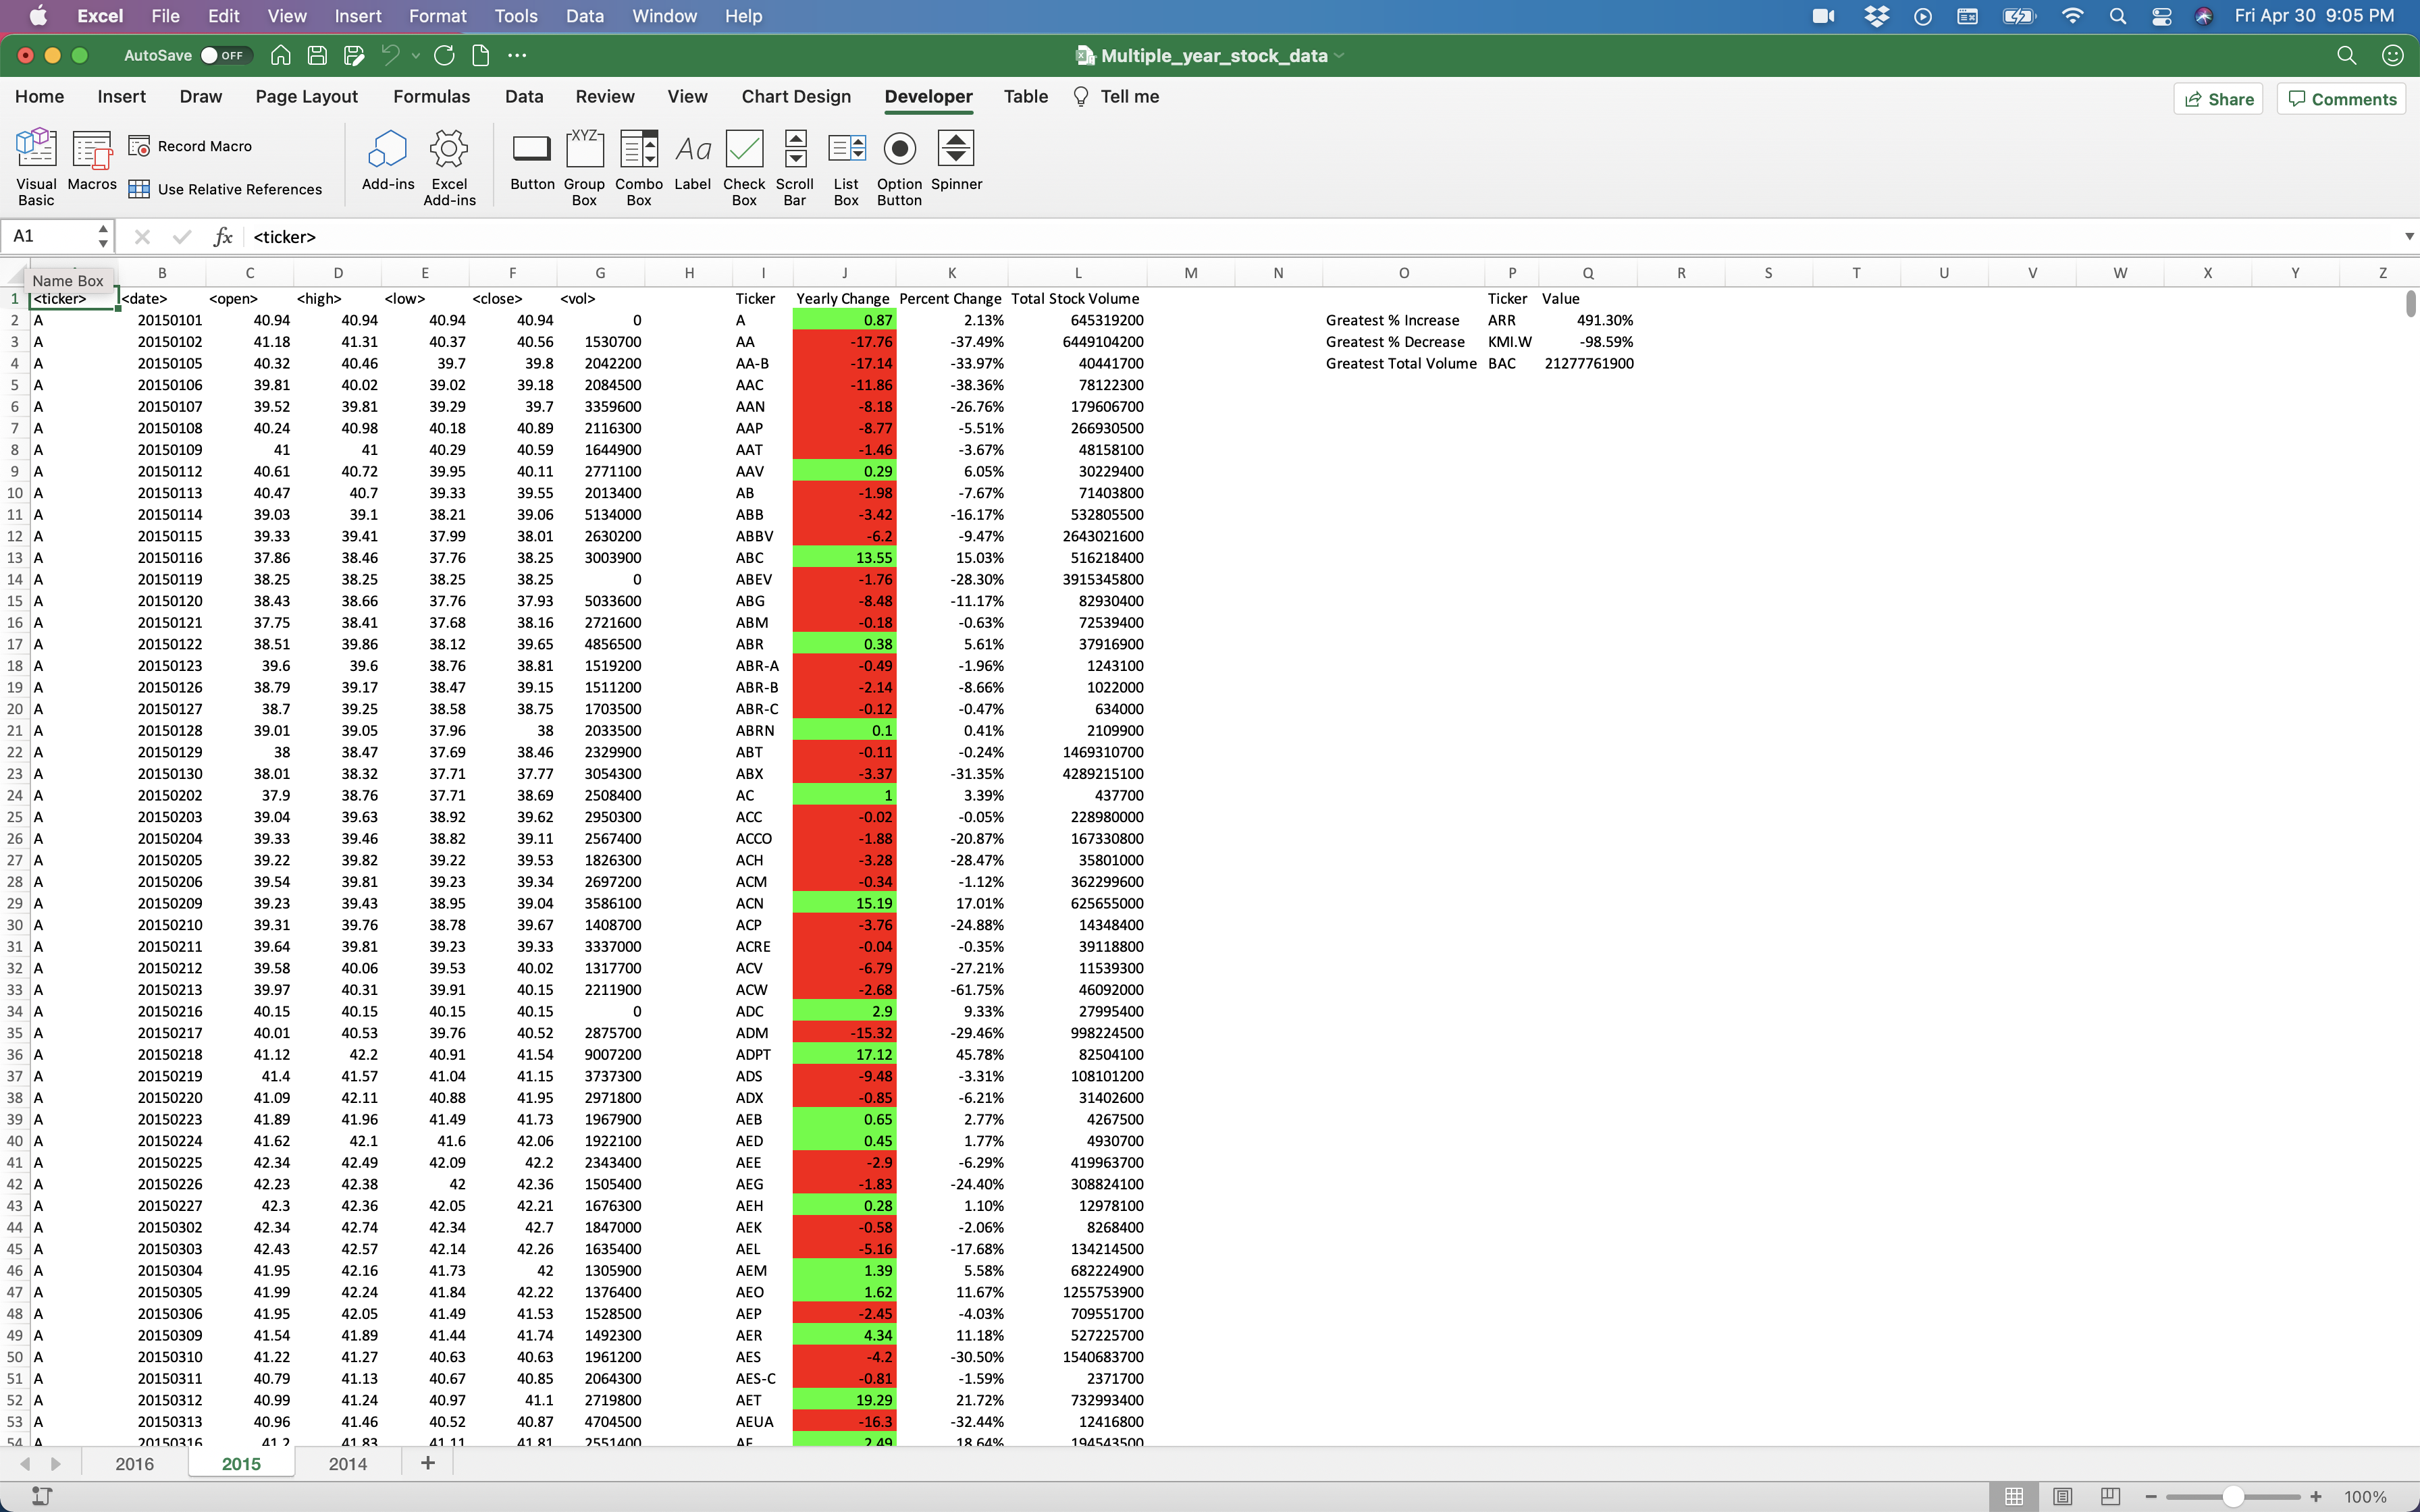 Excel File Edit View Insert Format Tools Data Window Help Fri Apr 30 9:05 PM
AutoSave OFF Multiple_year_stock_data
Home Insert Draw Page Layout Formulas Data Review View Chart Design Developer Table Tell me Share Comments
Visual Basic Macros Record Macro Use Relative References Add-ins Excel Add-ins Button XYZ Group Box Combo Box Aa Label Check Box Scroll Bar List Box Option Button Spinner
A1 fx <ticker>
Name Box
B C D E F G H I J K L M N O P Q R S T U V W X Y Z
1 <ticker> <date> <open> <high> <low> <close> <vol> Ticker Yearly Change Percent Change Total Stock Volume Ticker Value
2 A 20150101 40.94 40.94 40.94 40.94 0 A 0.87 2.13% 645319200 Greatest % Increase ARR 491.30%
3 A 20150102 41.18 41.31 40.37 40.56 1530700 AA -17.76 -37.49% 6449104200 Greatest % Decrease KMI.W -98.59%
4 A 20150105 40.32 40.46 39.7 39.8 2042200 AA-B -17.14 -33.97% 40441700 Greatest Total Volume BAC 21277761900
5 A 20150106 39.81 40.02 39.02 39.18 2084500 AAC -11.86 -38.36% 78122300
6 A 20150107 39.52 39.81 39.29 39.7 3359600 AAN -8.18 -26.76% 179606700
7 A 20150108 40.24 40.98 40.18 40.89 2116300 AAP -8.77 -5.51% 266930500
8 A 20150109 41 41 40.29 40.59 1644900 AAT -1.46 -3.67% 48158100
9 A 20150112 40.61 40.72 39.95 40.11 2771100 AAV 0.29 6.05% 30229400
10 A 20150113 40.47 40.7 39.33 39.55 2013400 AB -1.98 -7.67% 71403800
11 A 20150114 39.03 39.1 38.21 39.06 5134000 ABB -3.42 -16.17% 532805500
12 A 20150115 39.33 39.41 37.99 38.01 2630200 ABBV -6.2 -9.47% 2643021600
13 A 20150116 37.86 38.46 37.76 38.25 3003900 ABC 13.55 15.03% 516218400
14 A 20150119 38.25 38.25 38.25 38.25 0 ABEV -1.76 -28.30% 3915345800
15 A 20150120 38.43 38.66 37.76 37.93 5033600 ABG -8.48 -11.17% 82930400
16 A 20150121 37.75 38.41 37.68 38.16 2721600 ABM -0.18 -0.63% 72539400
17 A 20150122 38.51 39.86 38.12 39.65 4856500 ABR 0.38 5.61% 37916900
18 A 20150123 39.6 39.6 38.76 38.81 1519200 ABR-A -0.49 -1.96% 1243100
19 A 20150126 38.79 39.17 38.47 39.15 1511200 ABR-B -2.14 -8.66% 1022000
20 A 20150127 38.7 39.25 38.58 38.75 1703500 ABR-C -0.12 -0.47% 634000
21 A 20150128 39.01 39.05 37.96 38 2033500 ABRN 0.1 0.41% 2109900
22 A 20150129 38 38.47 37.69 38.46 2329900 ABT -0.11 -0.24% 1469310700
23 A 20150130 38.01 38.32 37.71 37.77 3054300 ABX -3.37 -31.35% 4289215100
24 A 20150202 37.9 38.76 37.71 38.69 2508400 AC 1 3.39% 437700
25 A 20150203 39.04 39.63 38.92 39.62 2950300 ACC -0.02 -0.05% 228980000
26 A 20150204 39.33 39.46 38.82 39.11 2567400 ACCO -1.88 -20.87% 167330800
27 A 20150205 39.22 39.82 39.22 39.53 1826300 ACH -3.28 -28.47% 35801000
28 A 20150206 39.54 39.81 39.23 39.34 2697200 ACM -0.34 -1.12% 362299600
29 A 20150209 39.23 39.43 38.95 39.04 3586100 ACN 15.19 17.01% 625655000
30 A 20150210 39.31 39.76 38.78 39.67 1408700 ACP -3.76 -24.88% 14348400
31 A 20150211 39.64 39.81 39.23 39.33 3337000 ACRE -0.04 -0.35% 39118800
32 A 20150212 39.58 40.06 39.53 40.02 1317700 ACV -6.79 -27.21% 11539300
33 A 20150213 39.97 40.31 39.91 40.15 2211900 ACW -2.68 -61.75% 46092000
34 A 20150216 40.15 40.15 40.15 40.15 0 ADC 2.9 9.33% 27995400
35 A 20150217 40.01 40.53 39.76 40.52 2875700 ADM -15.32 -29.46% 998224500
36 A 20150218 41.12 42.2 40.91 41.54 9007200 ADPT 17.12 45.78% 82504100
37 A 20150219 41.4 41.57 41.04 41.15 3737300 ADS -9.48 -3.31% 108101200
38 A 20150220 41.09 42.11 40.88 41.95 2971800 ADX -0.85 -6.21% 31402600
39 A 20150223 41.89 41.96 41.49 41.73 1967900 AEB 0.65 2.77% 4267500
40 A 20150224 41.62 42.1 41.6 42.06 1922100 AED 0.45 1.77% 4930700
41 A 20150225 42.34 42.49 42.09 42.2 2343400 AEE -2.9 -6.29% 419963700
42 A 20150226 42.23 42.38 42 42.36 1505400 AEG -1.83 -24.40% 308824100
43 A 20150227 42.3 42.36 42.05 42.21 1676300 AEH 0.28 1.10% 12978100
44 A 20150302 42.34 42.74 42.34 42.7 1847000 AEK -0.58 -2.06% 8268400
45 A 20150303 42.43 42.57 42.14 42.26 1635400 AEL -5.16 -17.68% 134214500
46 A 20150304 41.95 42.16 41.73 42 1305900 AEM 1.39 5.58% 682224900
47 A 20150305 41.99 42.24 41.84 42.22 1376400 AEO 1.62 11.67% 1255753900
48 A 20150306 41.95 42.05 41.49 41.53 1528500 AEP -2.45 -4.03% 709551700
49 A 20150309 41.54 41.89 41.44 41.74 1492300 AER 4.34 11.18% 527225700
50 A 20150310 41.22 41.27 40.63 40.63 1961200 AES -4.2 -30.50% 1540683700
51 A 20150311 40.79 41.13 40.67 40.85 2064300 AES-C -0.81 -1.59% 2371700
52 A 20150312 40.99 41.24 40.97 41.1 2719800 AET 19.29 21.72% 732993400
53 A 20150313 40.96 41.46 40.52 40.87 4704500 AEUA -16.3 -32.44% 12416800
54 A 20150316 41.2 41.83 41.11 41.81 2551400 AF 2.49 18.64% 194543500
2016 2015 2014 +
100%